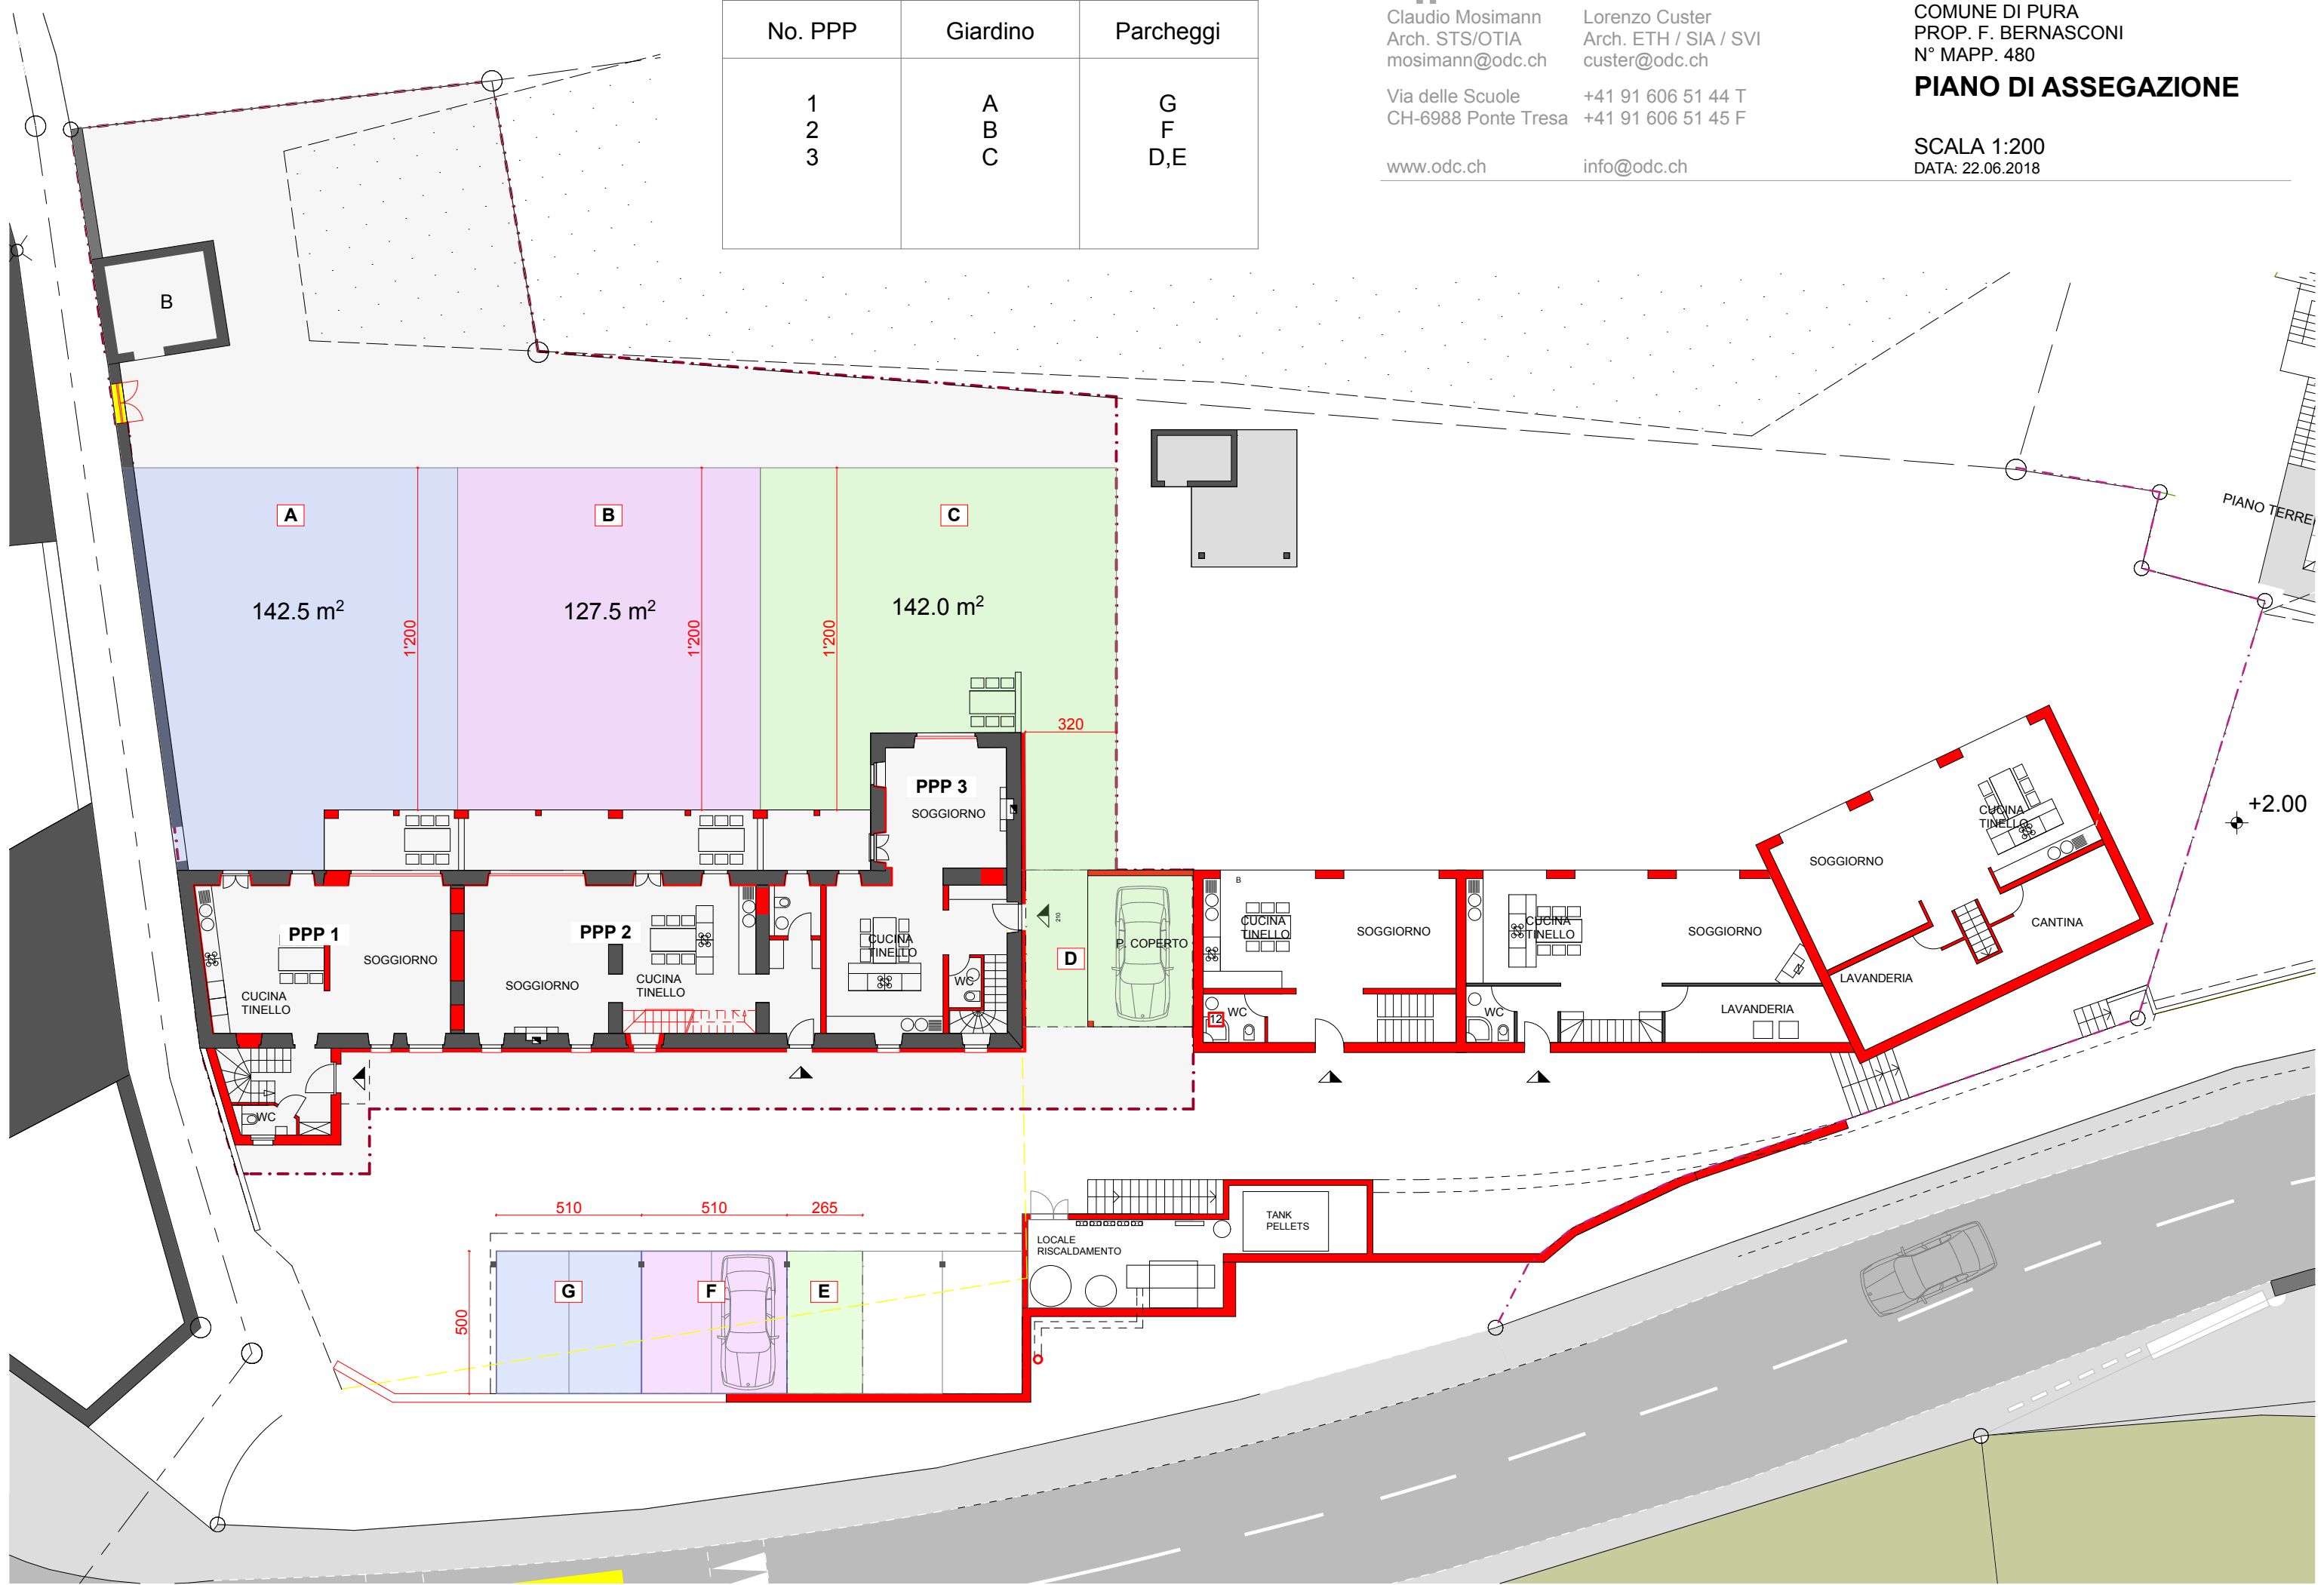 No. PPP Giardino Parcheggi
1 A G
2 B F
3 C D,E
Claudio Mosimann
Arch. STS/OTIA
mosimann@odc.ch
Via delle Scuole
CH-6988 Ponte Tresa
www.odc.ch
Lorenzo Custer
Arch. ETH / SIA / SVI
custer@odc.ch
+41 91 606 51 44 T
+41 91 606 51 45 F
info@odc.ch
COMUNE DI PURA
PROP. F. BERNASCONI
N° MAPP. 480
PIANO DI ASSEGAZIONE
SCALA 1:200
DATA: 22.06.2018
B
A
B
C
142.5 m²
127.5 m²
142.0 m²
1'200
1'200
1'200
320
PIANO TERRE
+2.00
PPP 3
SOGGIORNO
PPP 1
SOGGIORNO
CUCINA
TINELLO
WC
PPP 2
SOGGIORNO
CUCINA
TINELLO
CUCINA
TINELLO
WC
210
D
P. COPERTO
B
CUCINA
TINELLO
SOGGIORNO
12
WC
CUCINA
TINELLO
SOGGIORNO
WC
LAVANDERIA
SOGGIORNO
CUCINA
TINELLO
CANTINA
LAVANDERIA
510
510
265
500
G
F
E
LOCALE
RISCALDAMENTO
TANK
PELLETS